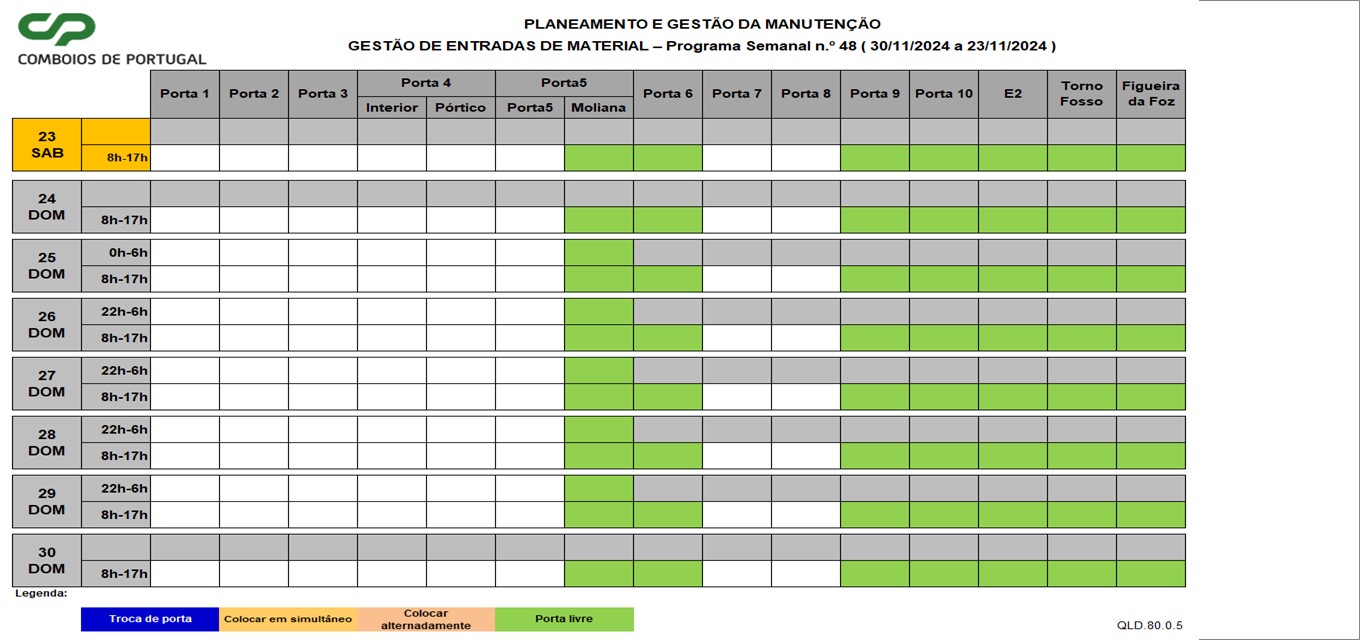 CP
COMBOIOS DE PORTUGAL
PLANEAMENTO E GESTÃO DA MANUTENÇÃO
GESTÃO DE ENTRADAS DE MATERIAL – Programa Semanal n.º 48 ( 30/11/2024 a 23/11/2024 )
Porta 1 Porta 2 Porta 3 Porta 4 Porta5 Porta 6 Porta 7 Porta 8 Porta 9 Porta 10 E2 Torno Fosso Figueira da Foz
Interior Pórtico Porta5 Moliana
23 SAB
8h-17h
24 DOM
8h-17h
25 DOM
0h-6h
8h-17h
26 DOM
22h-6h
8h-17h
27 DOM
22h-6h
8h-17h
28 DOM
22h-6h
8h-17h
29 DOM
22h-6h
8h-17h
30 DOM
8h-17h
Legenda:
Troca de porta Colocar em simultâneo Colocar alternadamente Porta livre
QLD.80.0.5